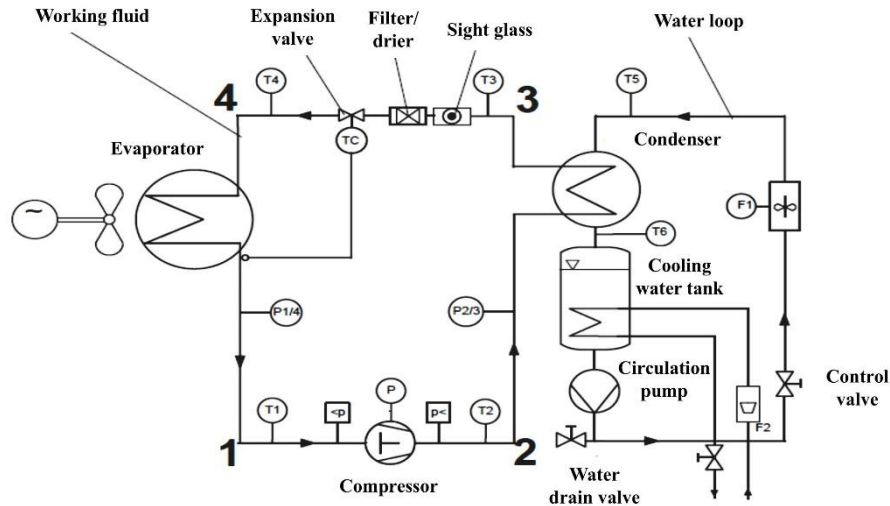 Working fluid
Expansion
valve
Filter/
drier
Sight glass
Water loop
4
T4
T3
3
T5
TC
Evaporator
Condenser
~
F1
T6
Cooling
water tank
P1/4
P2/3
Circulation
pump
Control
valve
T1
<p
P
p<
T2
F2
1
2
Compressor
Water
drain valve